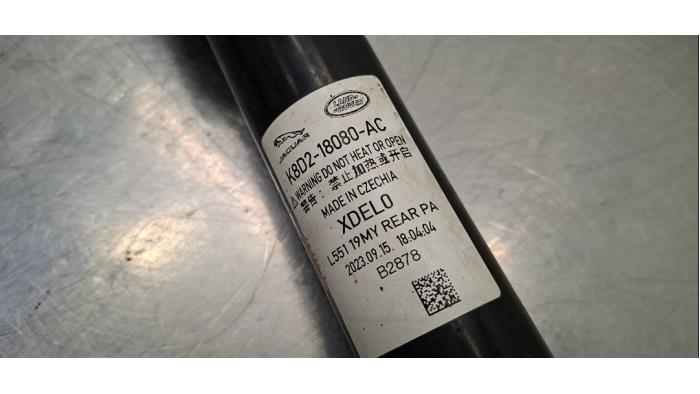 LAND-
ROVER
JAGUAR
K8D2-18080-AC
⚠WARNING DO NOT HEAT OR OPEN
警告：禁止加热或开启
MADE IN CZECHIA
XDEL0
L551 19MY REAR PA
2023.09.15. 18:04:04
B2878